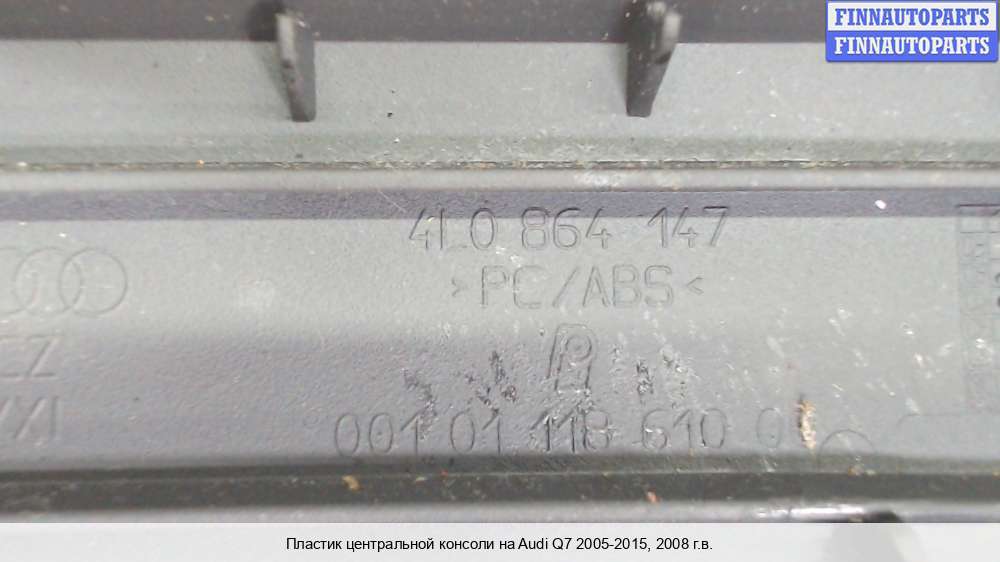 FINNAUTOPARTS
FINNAUTOPARTS
4L0 864 147
>PC/ABS<
CZ
001 01 118 610 0
Пластик центральной консоли на Audi Q7 2005-2015, 2008 г.в.